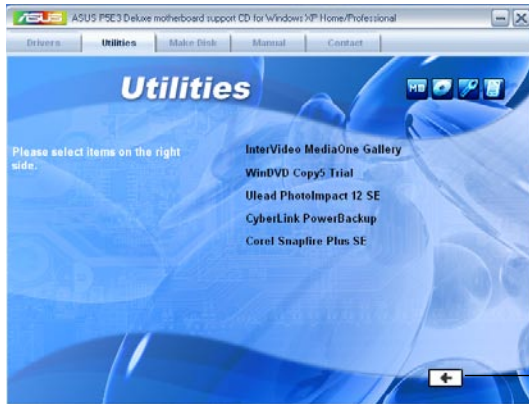 ASUS ASUS P5E3 Deluxe motherboard support CD for Windows XP Home/Professional
Drivers Utilities Make Disk Manual Contact
Utilities
MB
Please select items on the right
side.
InterVideo MediaOne Gallery
WinDVD Copy5 Trial
Ulead PhotoImpact 12 SE
CyberLink PowerBackup
Corel Snapfire Plus SE